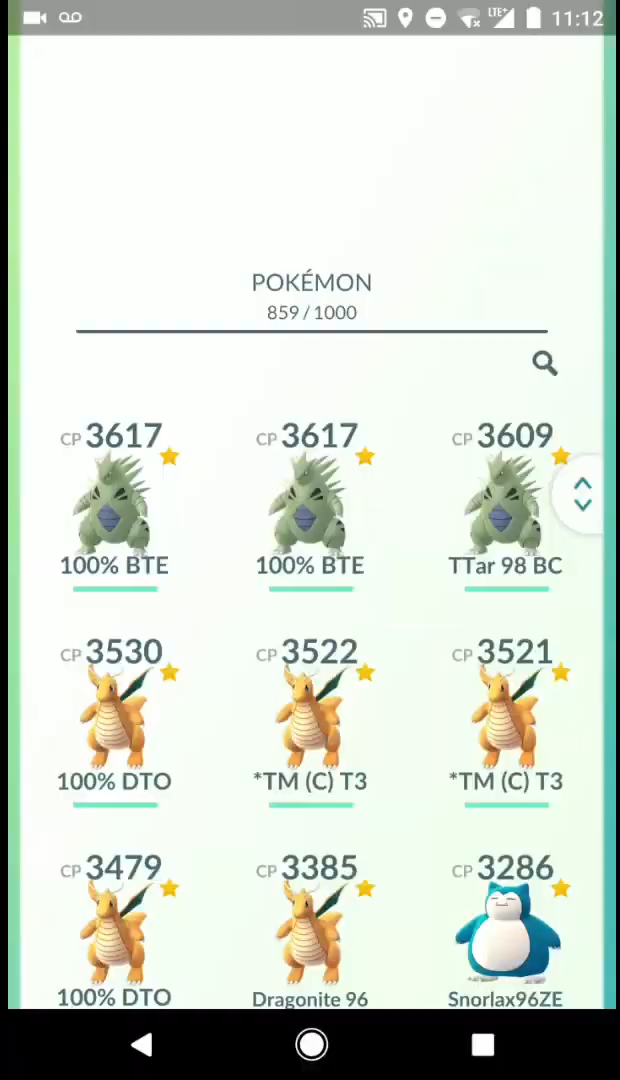 LTE+ 11:12
POKÉMON
859 / 1000
CP 3617 CP 3617 CP 3609
100% BTE 100% BTE TTar 98 BC
CP 3530 CP 3522 CP 3521
100% DTO *TM (C) T3 *TM (C) T3
CP 3479 CP 3385 CP 3286
100% DTO Dragonite 96 Snorlax96ZE